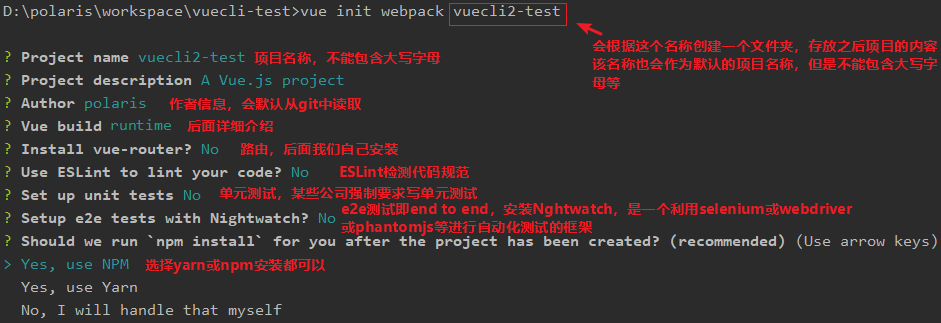 D:\polaris\workspace\vuecli-test>vue init webpack vuecli2-test
会根据这个名称创建一个文件夹，存放之后项目的内容
该名称也会作为默认的项目名称，但是不能包含大写字
母等
? Project name vuecli2-test 项目名称，不能包含大写字母
? Project description A Vue.js project
? Author polaris 作者信息，会默认从git中读取
? Vue build runtime 后面详细介绍
? Install vue-router? No 路由，后面我们自己安装
? Use ESLint to lint your code? No ESLint检测代码规范
? Set up unit tests No 单元测试，某些公司强制要求写单元测试
? Setup e2e tests with Nightwatch? No e2e测试即end to end，安装Nghtwatch，是一个利用selenium或webdriver
或phantomjs等进行自动化测试的框架
? Should we run `npm install` for you after the project has been created? (recommended) (Use arrow keys)
> Yes, use NPM 选择yarn或npm安装都可以
Yes, use Yarn
No, I will handle that myself